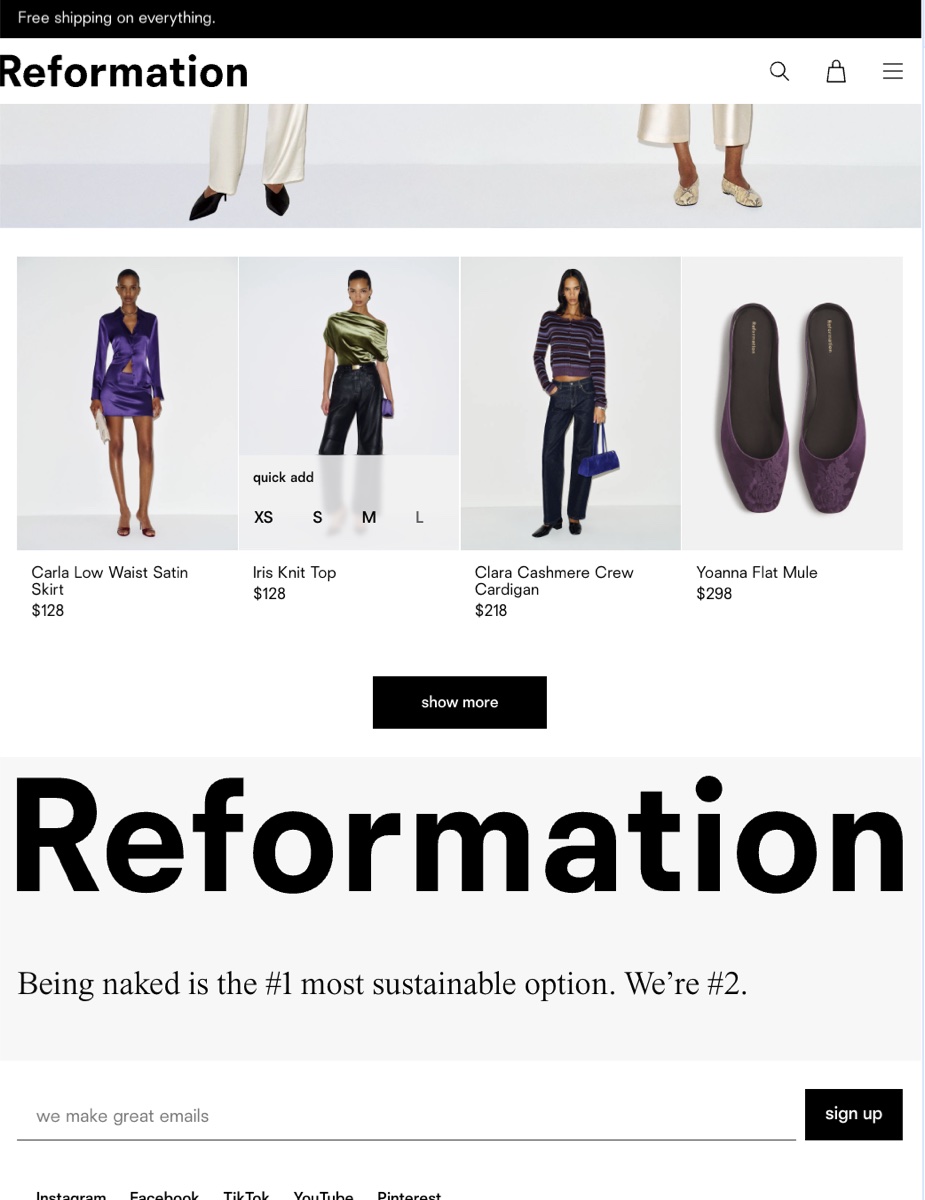 Free shipping on everything.
Reformation
quick add
XS S M L
Carla Low Waist Satin
Skirt
$128
Iris Knit Top
$128
Clara Cashmere Crew
Cardigan
$218
Reformation
Reformation
Yoanna Flat Mule
$298
show more
Reformation
Being naked is the #1 most sustainable option. We’re #2.
we make great emails
sign up
Instagram Facebook TikTok YouTube Pinterest